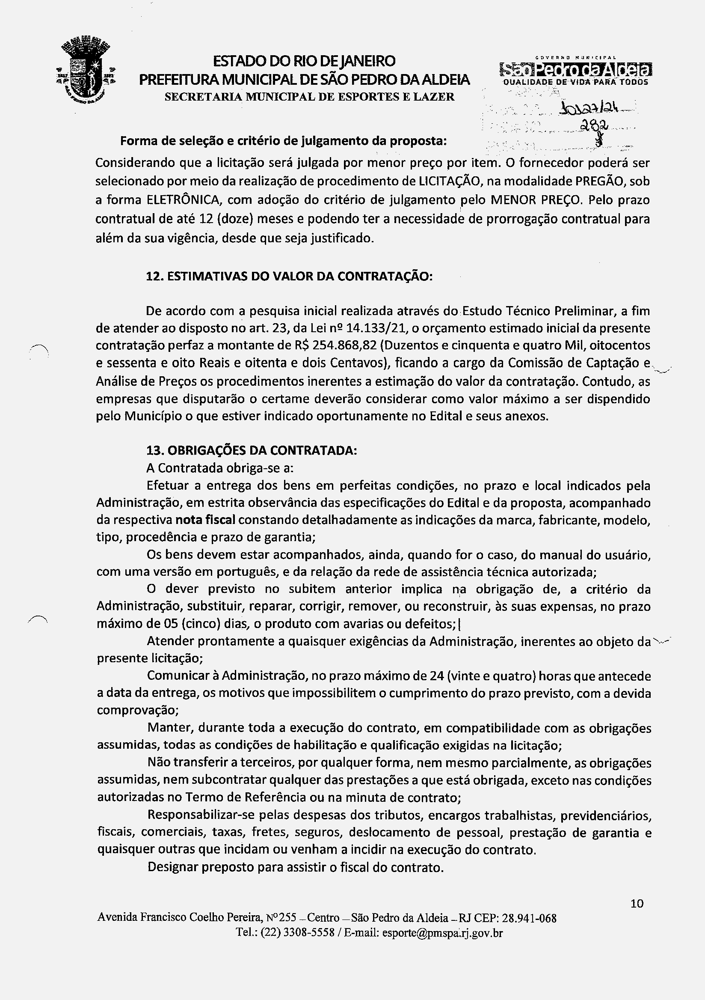 ESTADO DO RIO DE JANEIRO
PREFEITURA MUNICIPAL DE SÃO PEDRO DA ALDEIA
SECRETARIA MUNICIPAL DE ESPORTES E LAZER
GOVERNO MUNICIPAL
São Pedro da Aldeia
QUALIDADE DE VIDA PARA TODOS
10127/24
282
Forma de seleção e critério de julgamento da proposta:
Considerando que a licitação será julgada por menor preço por item. O fornecedor poderá ser
selecionado por meio da realização de procedimento de LICITAÇÃO, na modalidade PREGÃO, sob
a forma ELETRÔNICA, com adoção do critério de julgamento pelo MENOR PREÇO. Pelo prazo
contratual de até 12 (doze) meses e podendo ter a necessidade de prorrogação contratual para
além da sua vigência, desde que seja justificado.
12. ESTIMATIVAS DO VALOR DA CONTRATAÇÃO:
De acordo com a pesquisa inicial realizada através do Estudo Técnico Preliminar, a fim
de atender ao disposto no art. 23, da Lei nº 14.133/21, o orçamento estimado inicial da presente
contratação perfaz a montante de R$ 254.868,82 (Duzentos e cinquenta e quatro Mil, oitocentos
e sessenta e oito Reais e oitenta e dois Centavos), ficando a cargo da Comissão de Captação e
Análise de Preços os procedimentos inerentes a estimação do valor da contratação. Contudo, as
empresas que disputarão o certame deverão considerar como valor máximo a ser dispendido
pelo Município o que estiver indicado oportunamente no Edital e seus anexos.
13. OBRIGAÇÕES DA CONTRATADA:
A Contratada obriga-se a:
Efetuar a entrega dos bens em perfeitas condições, no prazo e local indicados pela
Administração, em estrita observância das especificações do Edital e da proposta, acompanhado
da respectiva nota fiscal constando detalhadamente as indicações da marca, fabricante, modelo,
tipo, procedência e prazo de garantia;
Os bens devem estar acompanhados, ainda, quando for o caso, do manual do usuário,
com uma versão em português, e da relação da rede de assistência técnica autorizada;
O dever previsto no subitem anterior implica na obrigação de, a critério da
Administração, substituir, reparar, corrigir, remover, ou reconstruir, às suas expensas, no prazo
máximo de 05 (cinco) dias, o produto com avarias ou defeitos;|
Atender prontamente a quaisquer exigências da Administração, inerentes ao objeto da
presente licitação;
Comunicar à Administração, no prazo máximo de 24 (vinte e quatro) horas que antecede
a data da entrega, os motivos que impossibilitem o cumprimento do prazo previsto, com a devida
comprovação;
Manter, durante toda a execução do contrato, em compatibilidade com as obrigações
assumidas, todas as condições de habilitação e qualificação exigidas na licitação;
Não transferir a terceiros, por qualquer forma, nem mesmo parcialmente, as obrigações
assumidas, nem subcontratar qualquer das prestações a que está obrigada, exceto nas condições
autorizadas no Termo de Referência ou na minuta de contrato;
Responsabilizar-se pelas despesas dos tributos, encargos trabalhistas, previdenciários,
fiscais, comerciais, taxas, fretes, seguros, deslocamento de pessoal, prestação de garantia e
quaisquer outras que incidam ou venham a incidir na execução do contrato.
Designar preposto para assistir o fiscal do contrato.
10
Avenida Francisco Coelho Pereira, Nº255 – Centro – São Pedro da Aldeia – RJ CEP: 28.941-068
Tel.: (22) 3308-5558 / E-mail: esporte@pmspa.rj.gov.br